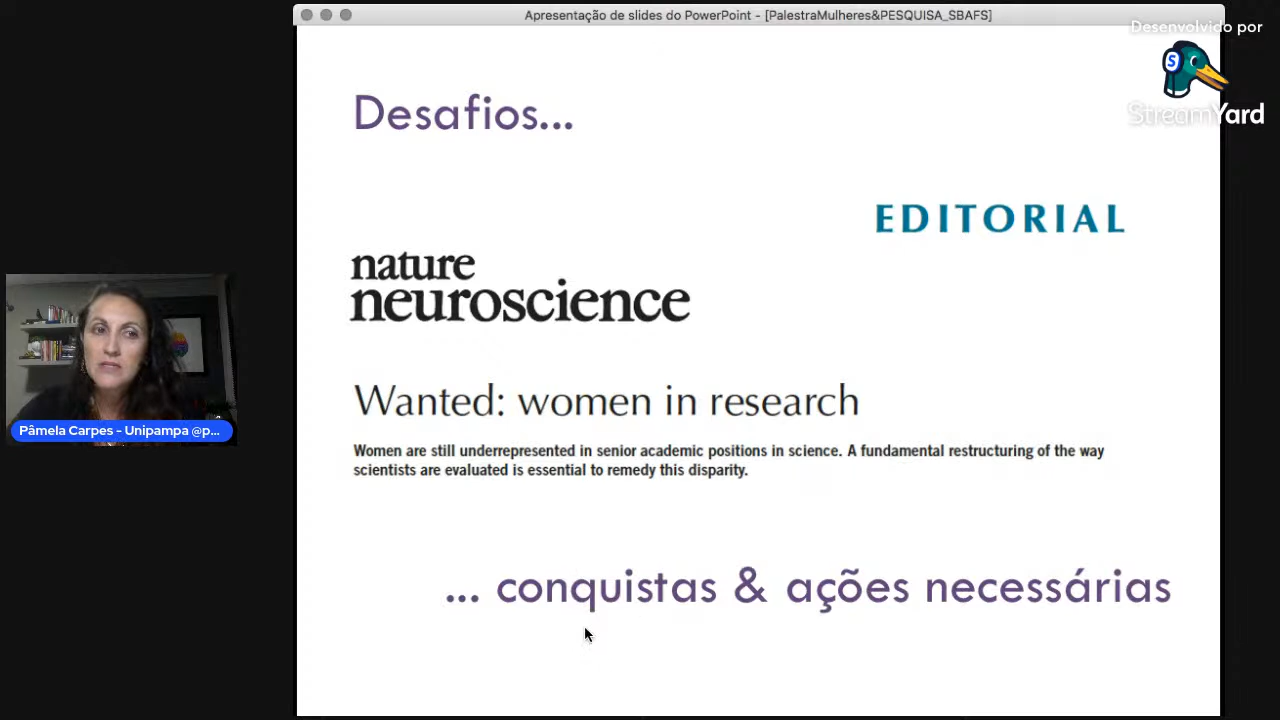 Apresentação de slides do PowerPoint - [PalestraMulheres&PESQUISA_SBAFS]
Desenvolvido por
S
StreamYard
Desafios...
EDITORIAL
nature
neuroscience
Wanted: women in research
Women are still underrepresented in senior academic positions in science. A fundamental restructuring of the way
scientists are evaluated is essential to remedy this disparity.
Pâmela Carpes - Unipampa @p...
... conquistas & ações necessárias